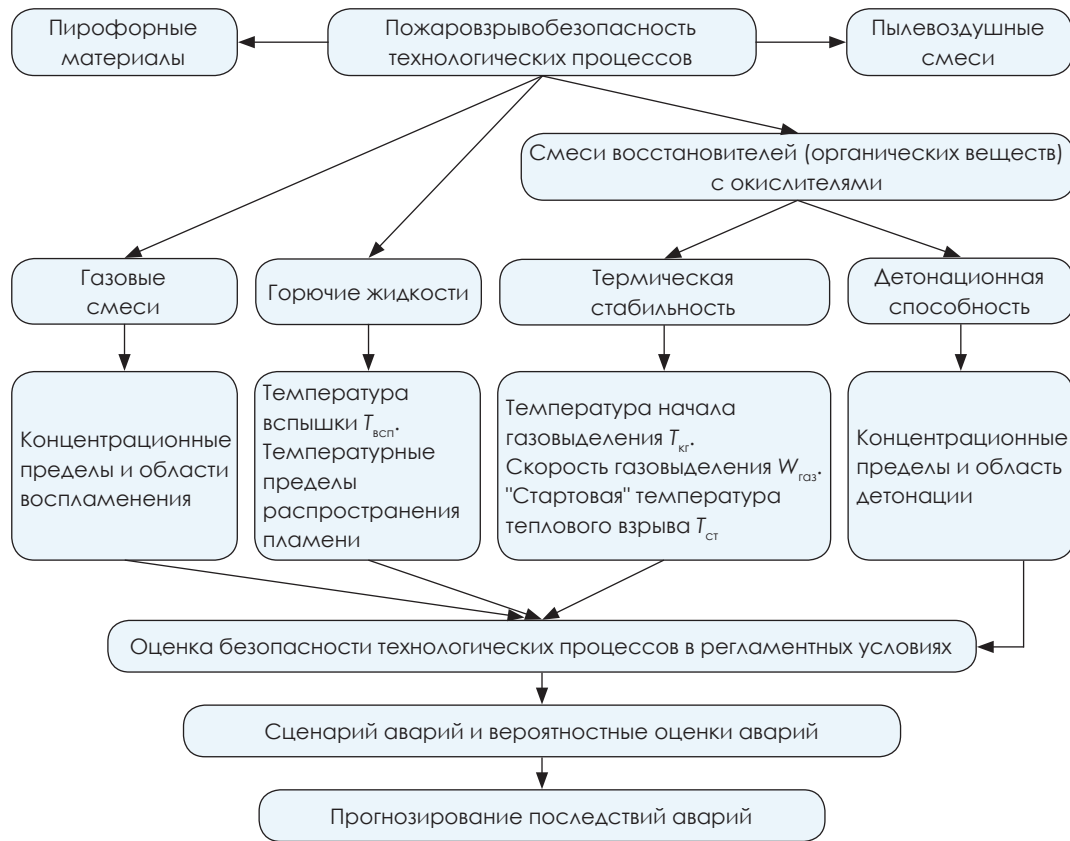 Пирофорные
материалы
Пожаровзрывобезопасность
технологических процессов
Пылевоздушные
смеси
Смеси восстановителей (органических веществ)
с окислителями
Газовые
смеси
Горючие жидкости
Термическая
стабильность
Детонационная
способность
Концентрационные
пределы и области
воспламенения
Температура
вспышки Tвсп.
Температурные
пределы
распространения
пламени
Температура начала
газовыделения Tкг.
Скорость газовыделения Wгаз.
"Стартовая" температура
теплового взрыва Tст
Концентрационные
пределы и область
детонации
Оценка безопасности технологических процессов в регламентных условиях
Сценарий аварий и вероятностные оценки аварий
Прогнозирование последствий аварий